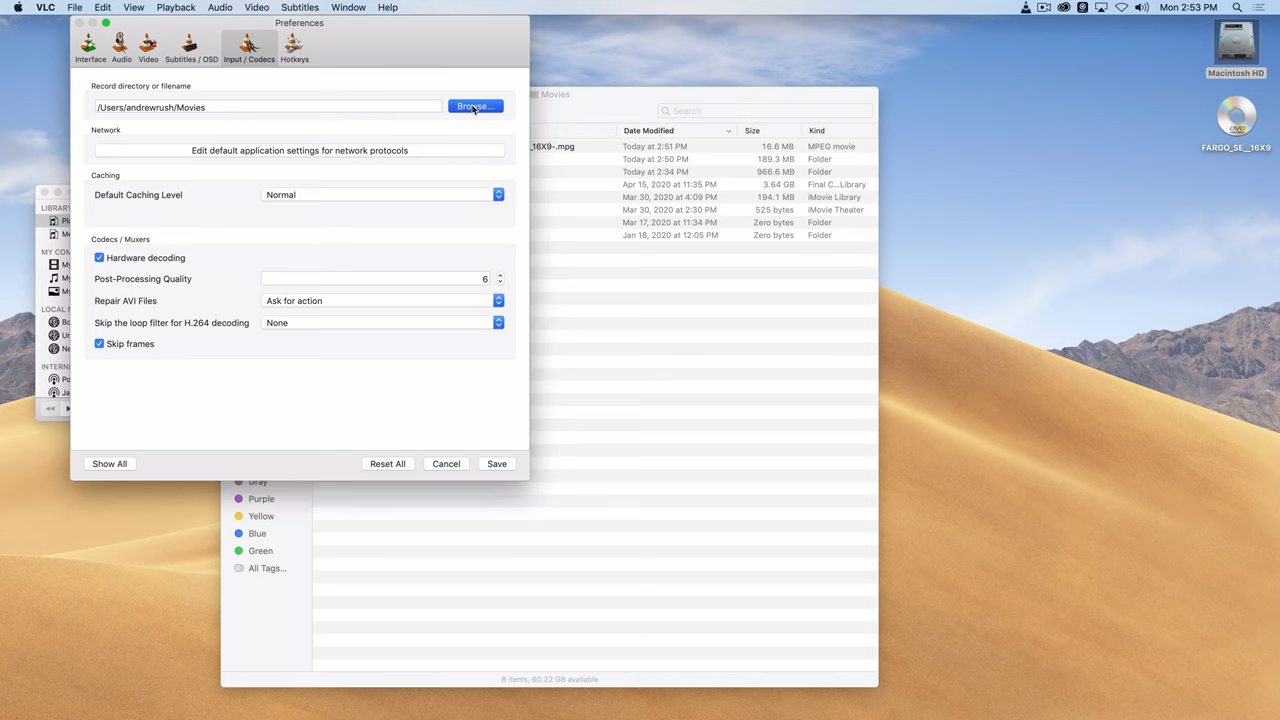 VLC File Edit View Playback Audio Video Subtitles Window Help Mon 2:53 PM
Preferences
Interface Audio Video Subtitles / OSD Input / Codecs Hotkeys
Record directory or filename
/Users/andrewrush/Movies Browse...
Network
Edit default application settings for network protocols
Caching
Default Caching Level Normal
Codecs / Muxers
Hardware decoding
Post-Processing Quality 6
Repair AVI Files Ask for action
Skip the loop filter for H.264 decoding None
Skip frames
Show All Reset All Cancel Save
LIBRARY
MY COM
LOCAL N
INTERN
Movies
Search
Date Modified Size Kind
_16X9-.mpg Today at 2:51 PM 16.6 MB MPEG movie
Today at 2:50 PM 189.3 MB Folder
Today at 2:34 PM 966.6 MB Folder
Apr 15, 2020 at 11:35 PM 3.64 GB Final C...Library
Mar 30, 2020 at 4:09 PM 194.1 MB iMovie Library
Mar 30, 2020 at 2:30 PM 525 bytes iMovie Theater
Mar 17, 2020 at 11:34 PM Zero bytes Folder
Jan 18, 2020 at 12:05 PM Zero bytes Folder
Gray
Purple
Yellow
Blue
Green
All Tags...
8 items, 60.22 GB available
Macintosh HD
DVD
FARGO_SE__16X9